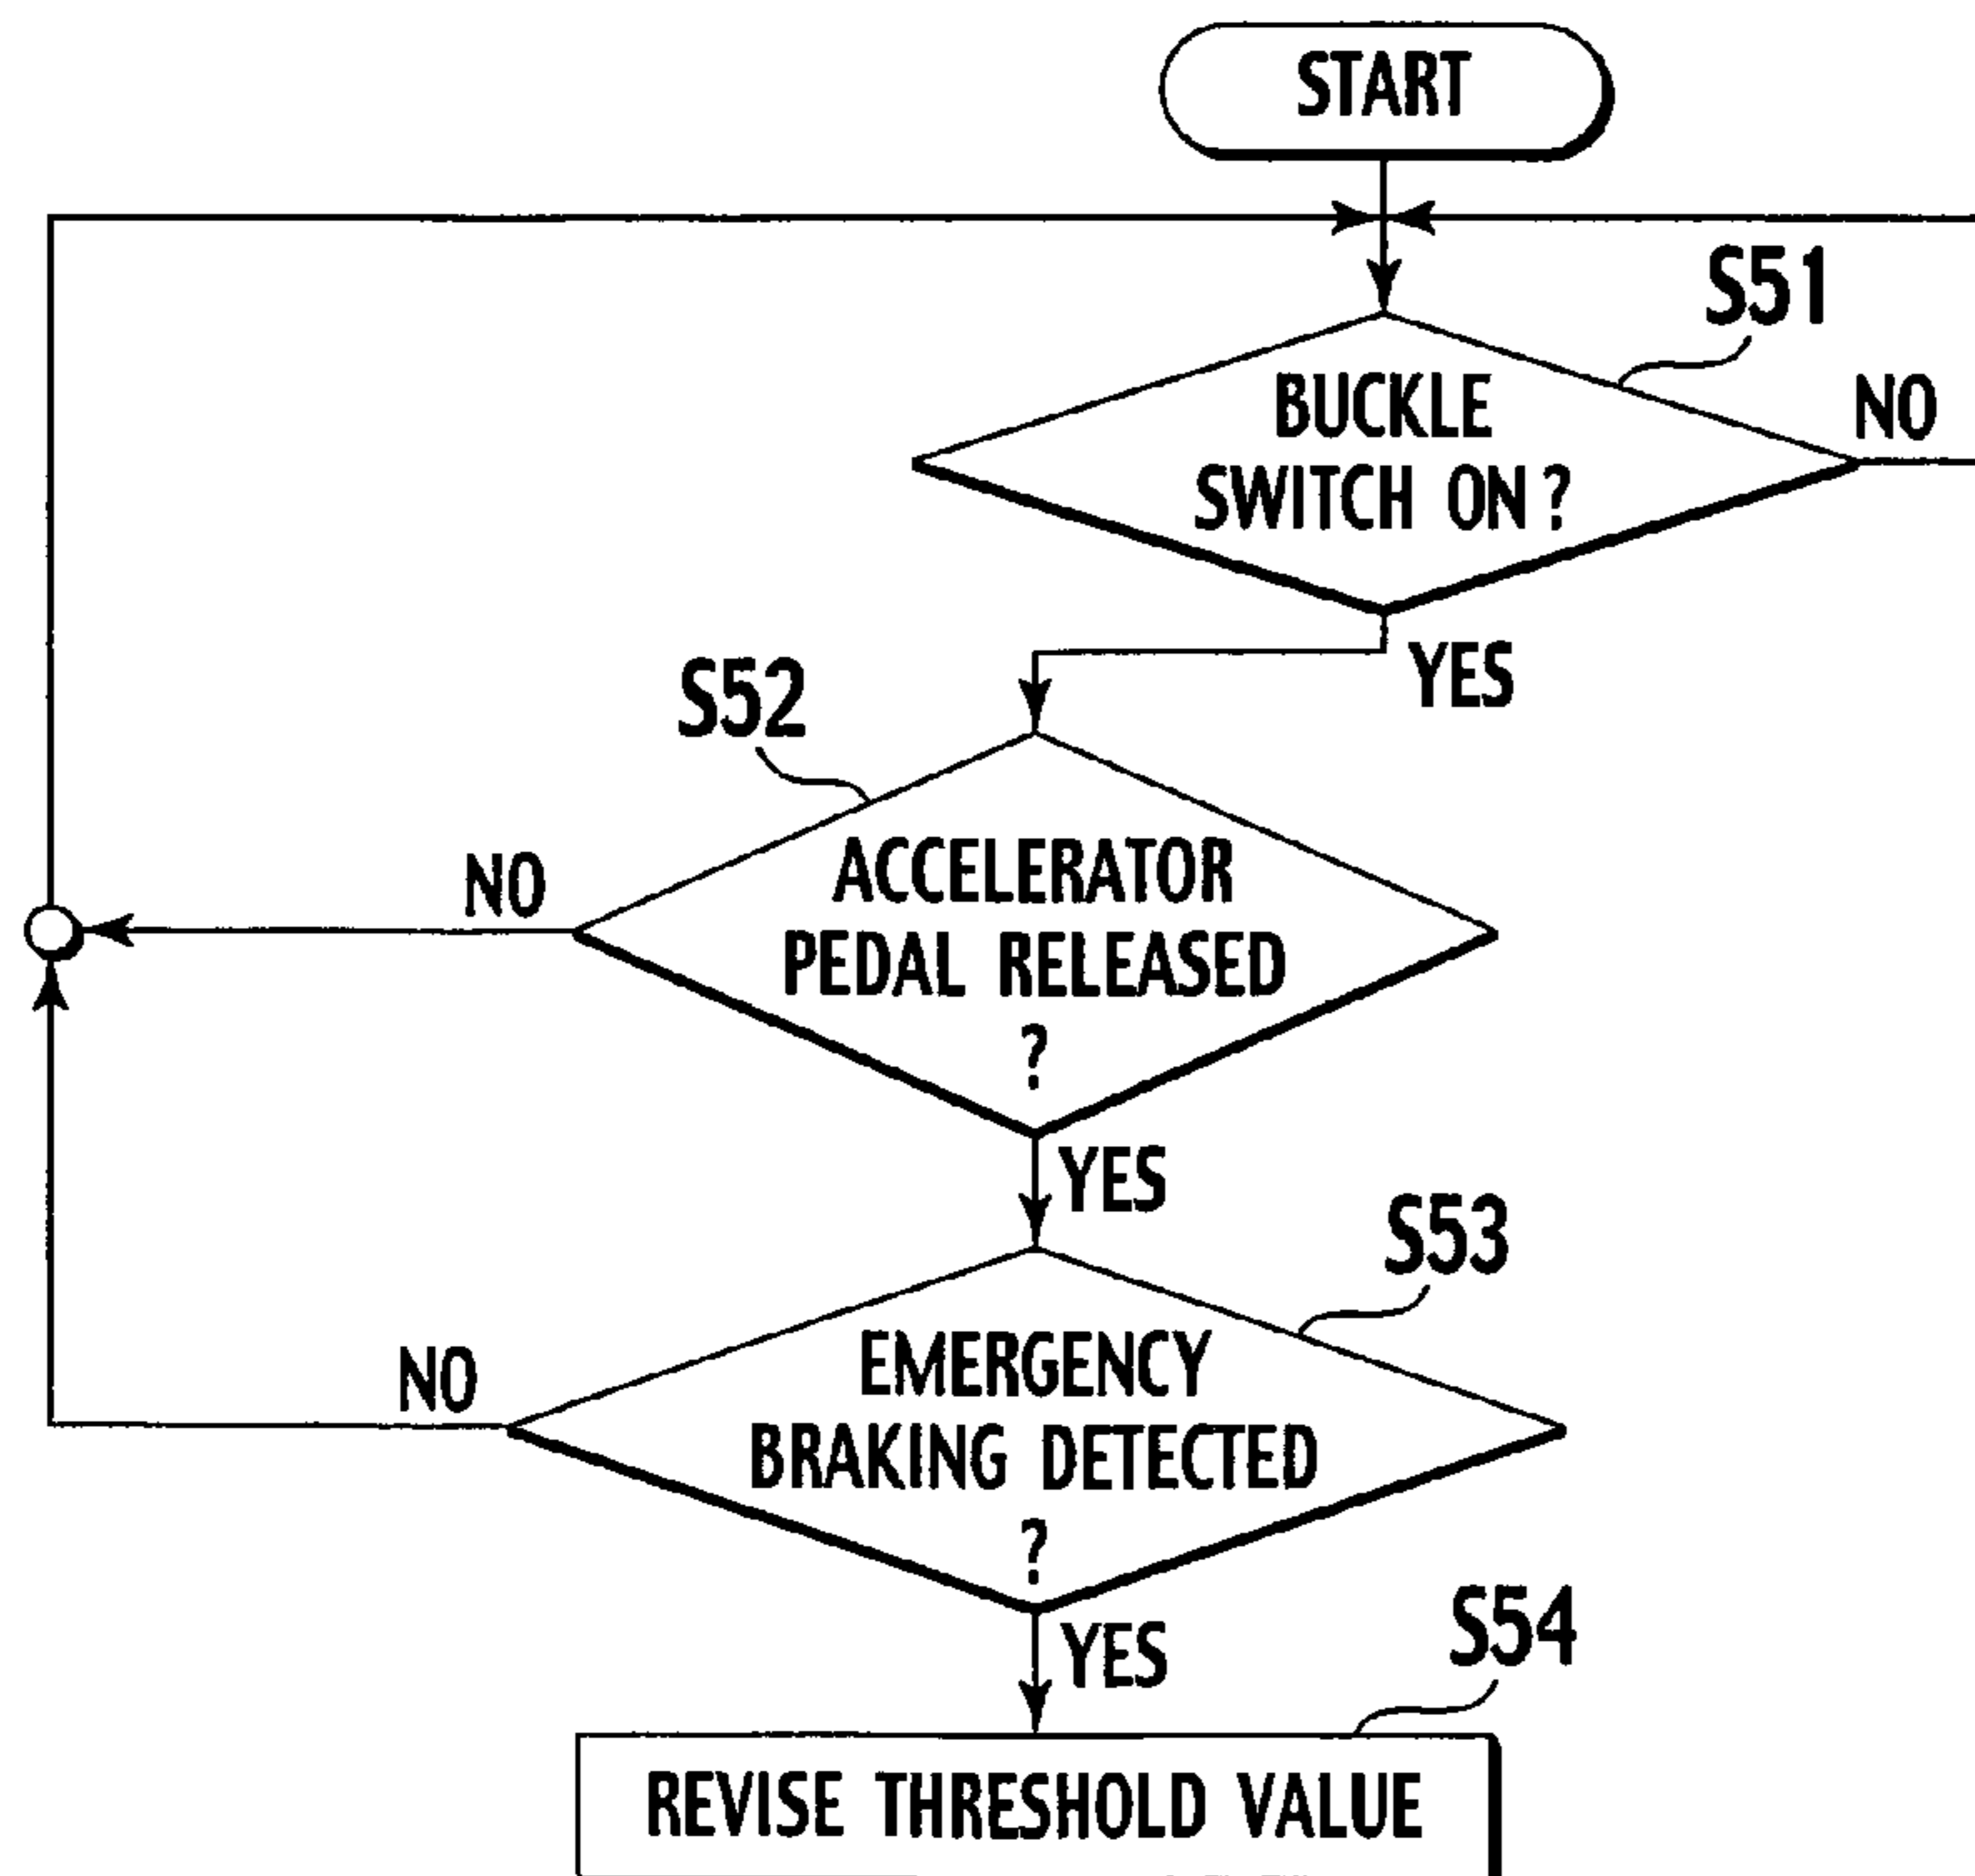 START
S51
BUCKLE
SWITCH ON?
NO
YES
S52
ACCELERATOR
PEDAL RELEASED
?
NO
YES
S53
EMERGENCY
BRAKING DETECTED
?
NO
YES
S54
REVISE THRESHOLD VALUE